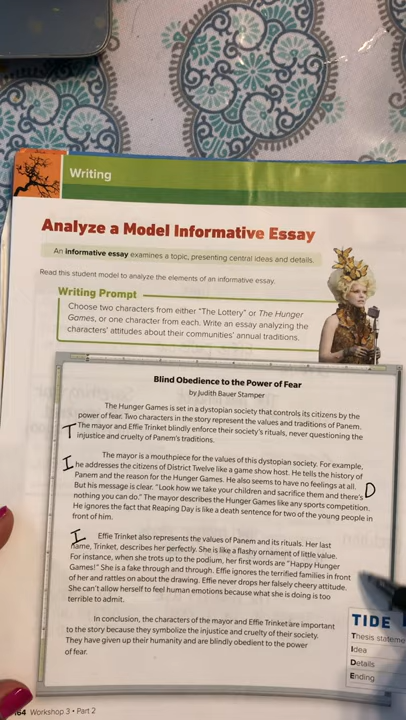 Writing
Analyze a Model Informative Essay
An informative essay examines a topic, presenting central ideas and details.
Read this student model to analyze the elements of an informative essay.
Writing Prompt
Choose two characters from either “The Lottery” or The Hunger
Games, or one character from each. Write an essay analyzing the
characters’ attitudes about their communities’ annual traditions.
Blind Obedience to the Power of Fear
by Judith Bauer Stamper
The Hunger Games is set in a dystopian society that controls its citizens by the
power of fear. Two characters in the story represent the values and traditions of Panem.
T The mayor and Effie Trinket blindly enforce their society’s rituals, never questioning the
injustice and cruelty of Panem’s traditions.
I The mayor is a mouthpiece for the values of this dystopian society. For example,
he addresses the citizens of District Twelve like a game show host. He tells the history of
Panem and the reason for the Hunger Games. He also seems to have no feelings at all.
But his message is clear. “Look how we take your children and sacrifice them and there’s D
nothing you can do.” The mayor describes the Hunger Games like any sports competition.
He ignores the fact that Reaping Day is like a death sentence for two of the young people in
front of him.
I Effie Trinket also represents the values of Panem and its rituals. Her last
name, Trinket, describes her perfectly. She is like a flashy ornament of little value.
For instance, when she trots up to the podium, her first words are “Happy Hunger
Games!” She is a fake through and through. Effie ignores the terrified families in front
of her and rattles on about the drawing. Effie never drops her falsely cheery attitude.
She can’t allow herself to feel human emotions because what she is doing is too
terrible to admit.
In conclusion, the characters of the mayor and Effie Trinket are important
to the story because they symbolize the injustice and cruelty of their society.
They have given up their humanity and are blindly obedient to the power
of fear.
TIDE
Thesis stateme
Idea
Details
Ending
64 Workshop 3 • Part 2